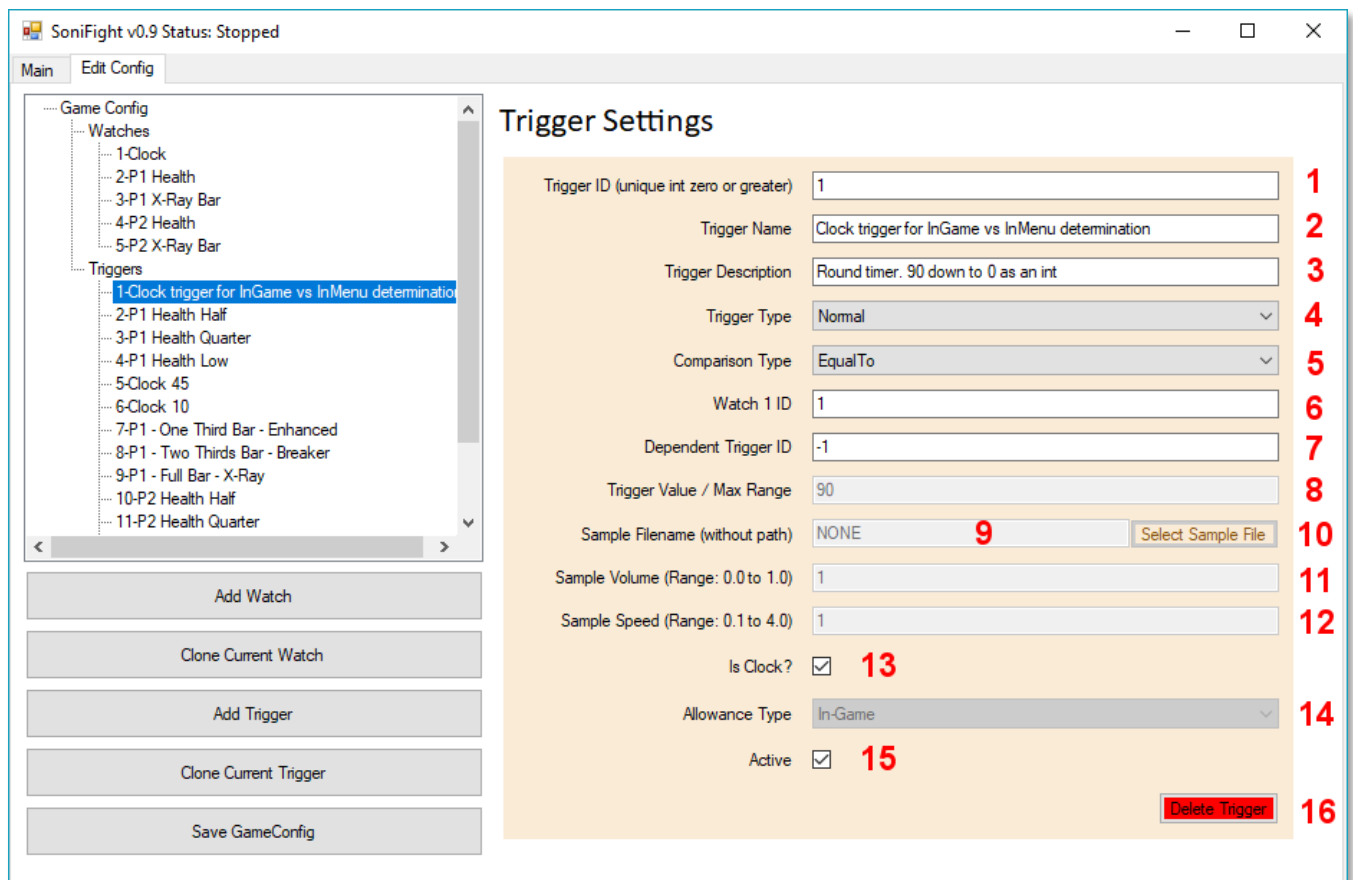 SoniFight v0.9 Status: Stopped
Main Edit Config
Game Config
Watches
1-Clock
2-P1 Health
3-P1 X-Ray Bar
4-P2 Health
5-P2 X-Ray Bar
Triggers
1-Clock trigger for InGame vs InMenu determination
2-P1 Health Half
3-P1 Health Quarter
4-P1 Health Low
5-Clock 45
6-Clock 10
7-P1 - One Third Bar - Enhanced
8-P1 - Two Thirds Bar - Breaker
9-P1 - Full Bar - X-Ray
10-P2 Health Half
11-P2 Health Quarter
Add Watch
Clone Current Watch
Add Trigger
Clone Current Trigger
Save GameConfig
Trigger Settings
Trigger ID (unique int zero or greater) 1 1
Trigger Name Clock trigger for InGame vs InMenu determination 2
Trigger Description Round timer. 90 down to 0 as an int 3
Trigger Type Normal 4
Comparison Type EqualTo 5
Watch 1 ID 1 6
Dependent Trigger ID -1 7
Trigger Value / Max Range 90 8
Sample Filename (without path) NONE 9 Select Sample File 10
Sample Volume (Range: 0.0 to 1.0) 1 11
Sample Speed (Range: 0.1 to 4.0) 1 12
Is Clock? 13
Allowance Type In-Game 14
Active 15
Delete Trigger 16